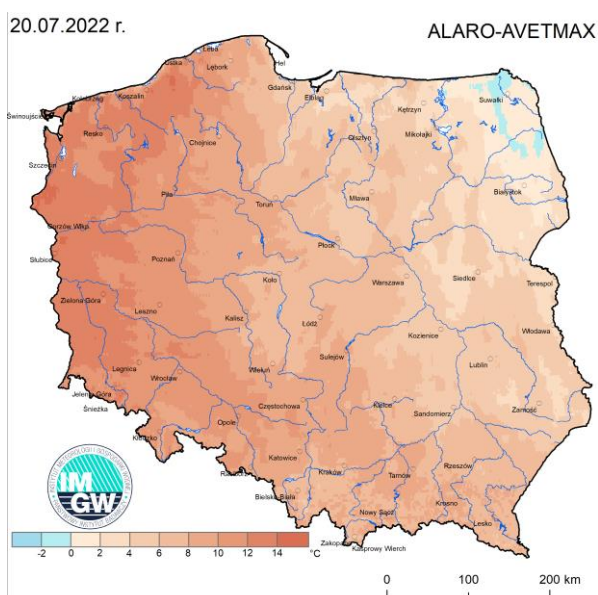 20.07.2022 r.
ALARO-AVETMAX
Łeba
Ustka
Lębork
Hel
Gdańsk
Kołobrzeg
Koszalin
Elbląg
Kętrzyn
Suwałki
Świnoujście
Resko
Chojnice
Olsztyn
Mikołajki
Szczecin
Piła
Toruń
Mława
Białystok
Gorzów Wlkp.
Płock
Słubice
Poznań
Koło
Warszawa
Siedlce
Terespol
Zielona Góra
Leszno
Kalisz
Łódź
Kozienice
Włodawa
Sulejów
Legnica
Wrocław
Wieluń
Lublin
Jelenia Góra
Śnieżka
Częstochowa
Kielce
Sandomierz
Zamość
Opole
Kłodzko
Katowice
Racibórz
Kraków
Tarnów
Rzeszów
Bielsko-Biała
Nowy Sącz
Krosno
Lesko
Zakopane
Kasprowy Wierch
IM
GW
-2 0 2 4 6 8 10 12 14 °C
0 100 200 km